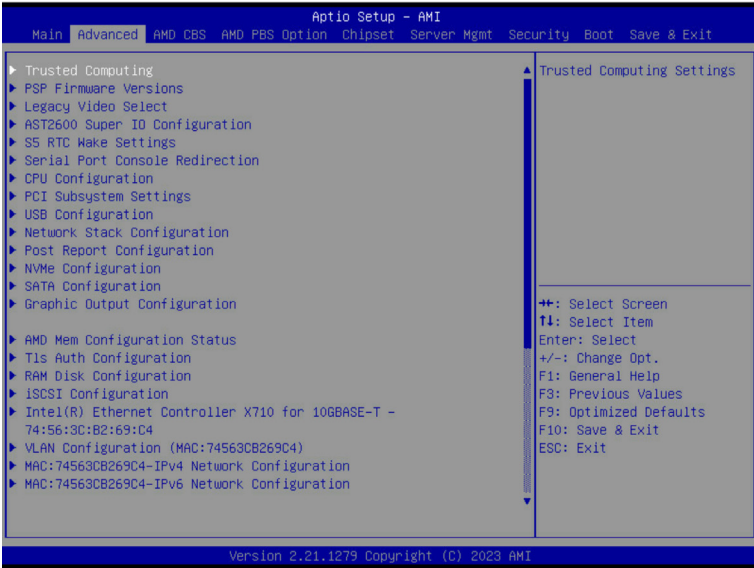 Aptio Setup - AMI
Main Advanced AMD CBS AMD PBS Option Chipset Server Mgmt Security Boot Save & Exit
Trusted Computing
PSP Firmware Versions
Legacy Video Select
AST2600 Super IO Configuration
S5 RTC Wake Settings
Serial Port Console Redirection
CPU Configuration
PCI Subsystem Settings
USB Configuration
Network Stack Configuration
Post Report Configuration
NVMe Configuration
SATA Configuration
Graphic Output Configuration
AMD Mem Configuration Status
Tls Auth Configuration
RAM Disk Configuration
iSCSI Configuration
Intel(R) Ethernet Controller X710 for 10GBASE-T -
74:56:3C:B2:69:C4
VLAN Configuration (MAC:74563CB269C4)
MAC:74563CB269C4-IPv4 Network Configuration
MAC:74563CB269C4-IPv6 Network Configuration
Trusted Computing Settings
→←: Select Screen
↑↓: Select Item
Enter: Select
+/-: Change Opt.
F1: General Help
F3: Previous Values
F9: Optimized Defaults
F10: Save & Exit
ESC: Exit
Version 2.21.1279 Copyright (C) 2023 AMI